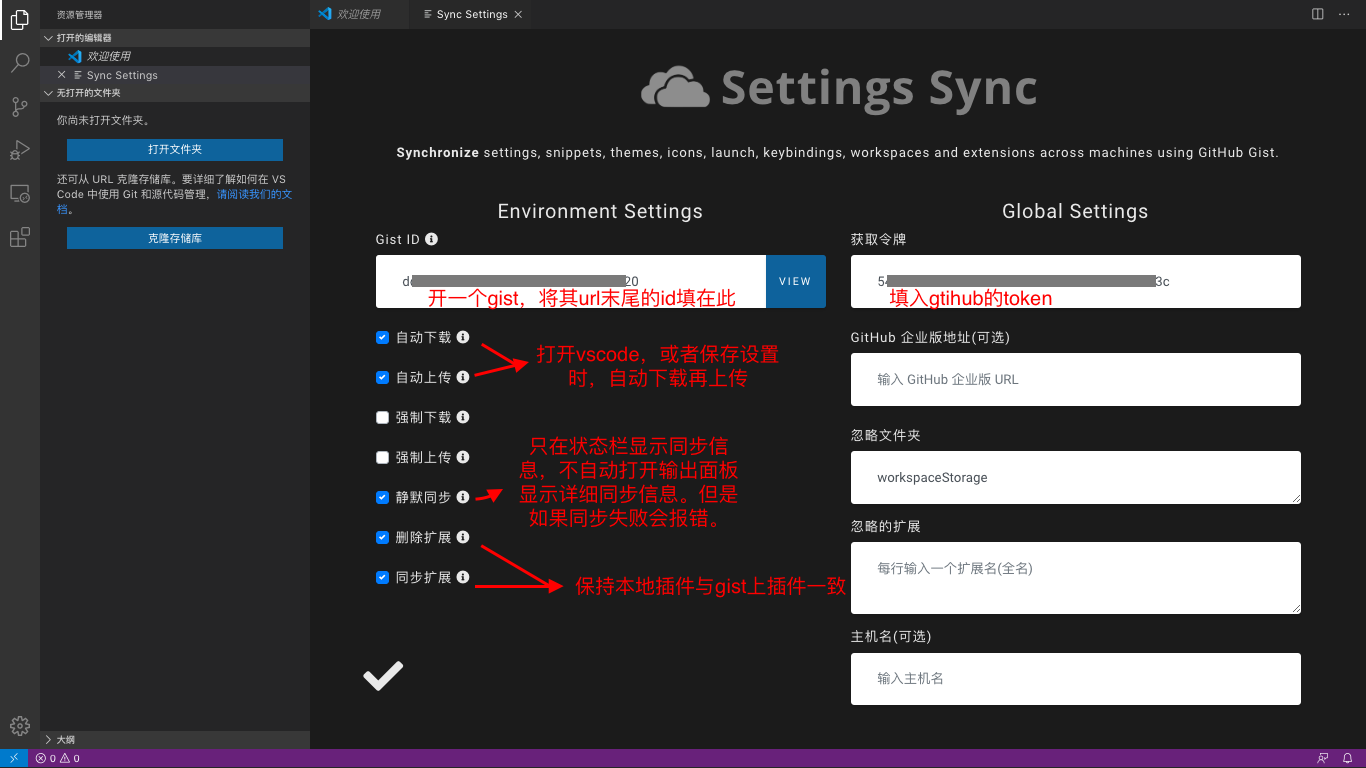 资源管理器
打开的编辑器
欢迎使用
Sync Settings
无打开的文件夹
你尚未打开文件夹。
打开文件夹
还可从 URL 克隆存储库。要详细了解如何在 VS
Code 中使用 Git 和源代码管理，请阅读我们的文
档。
克隆存储库
大纲
0 0
欢迎使用
Sync Settings
Settings Sync
Synchronize settings, snippets, themes, icons, launch, keybindings, workspaces and extensions across machines using GitHub Gist.
Environment Settings
Gist ID
20
VIEW
开一个gist，将其url末尾的id填在此
自动下载
自动上传
打开vscode，或者保存设置
时，自动下载再上传
强制下载
强制上传
静默同步
只在状态栏显示同步信
息，不自动打开输出面板
显示详细同步信息。但是
如果同步失败会报错。
删除扩展
同步扩展
保持本地插件与gist上插件一致
Global Settings
获取令牌
3c
填入gtihub的token
GitHub 企业版地址(可选)
输入 GitHub 企业版 URL
忽略文件夹
workspaceStorage
忽略的扩展
每行输入一个扩展名(全名)
主机名(可选)
输入主机名